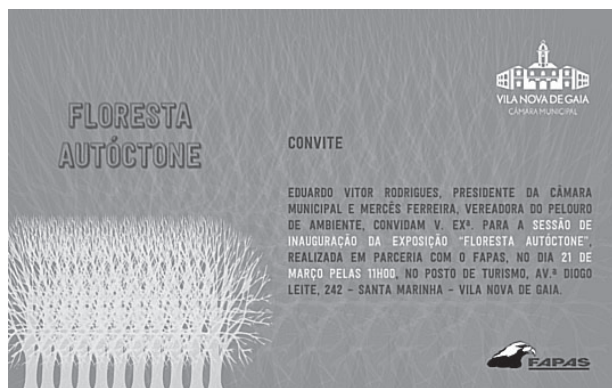 FLORESTA
AUTÓCTONE
VILA NOVA DE GAIA
CÂMARA MUNICIPAL
CONVITE
EDUARDO VITOR RODRIGUES, PRESIDENTE DA CÂMARA
MUNICIPAL E MERCÊS FERREIRA, VEREADORA DO PELOURO
DE AMBIENTE, CONVIDAM V. EXª. PARA A SESSÃO DE
INAUGURAÇÃO DA EXPOSIÇÃO “FLORESTA AUTÓCTONE”,
REALIZADA EM PARCERIA COM O FAPAS, NO DIA 21 DE
MARÇO PELAS 11H00, NO POSTO DE TURISMO, AV.ª DIOGO
LEITE, 242 - SANTA MARINHA - VILA NOVA DE GAIA.
FAPAS